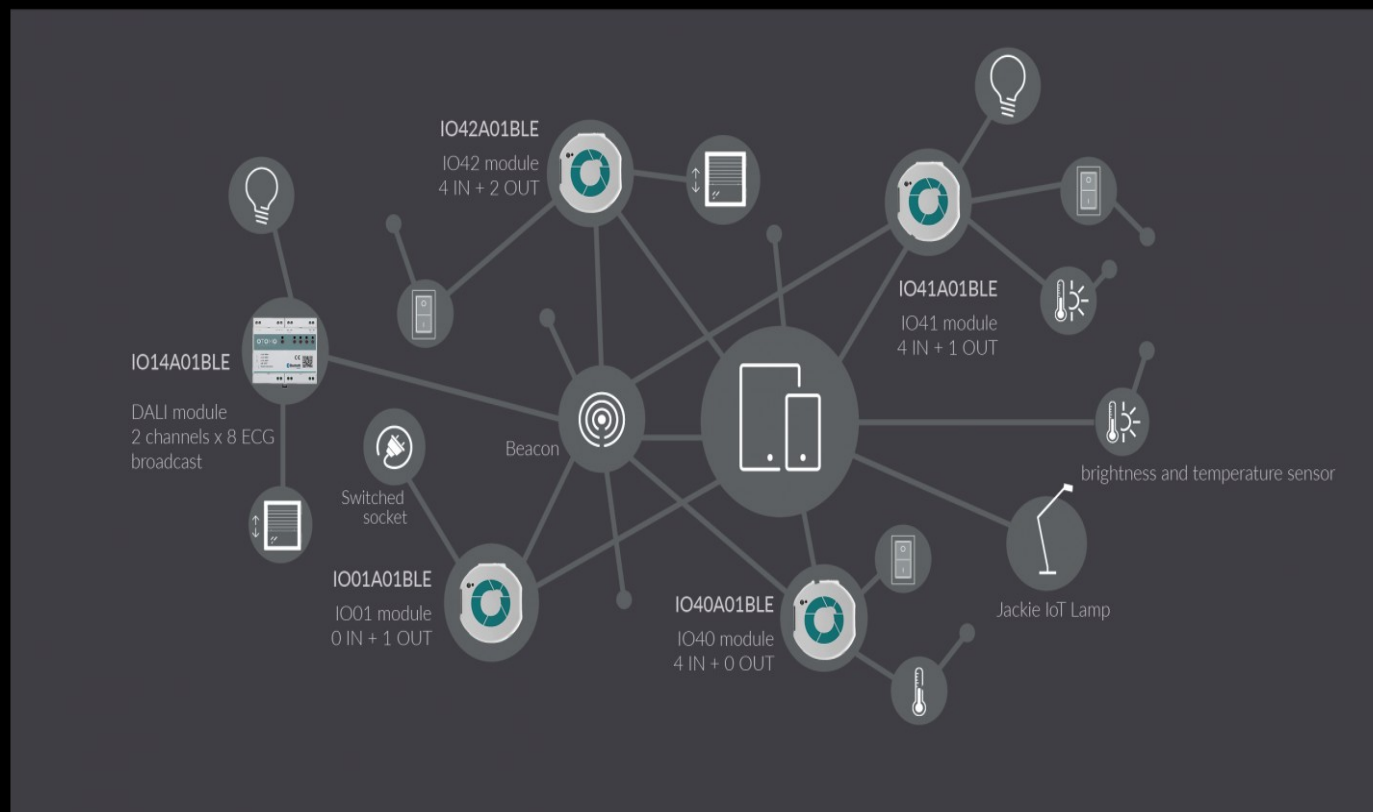 IO42A01BLE
IO42 module
4 IN + 2 OUT
IO41A01BLE
IO41 module
4 IN + 1 OUT
IO14A01BLE
DALI module
2 channels x 8 ECG
broadcast
Beacon
Switched
socket
brightness and temperature sensor
IO01A01BLE
IO01 module
0 IN + 1 OUT
IO40A01BLE
IO40 module
4 IN + 0 OUT
Jackie IoT Lamp